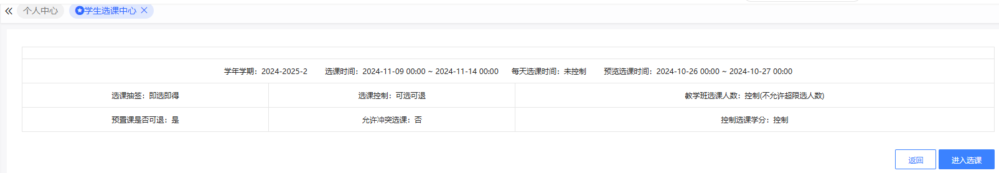 个人中心 学生选课中心
学年学期：2024-2025-2 选课时间：2024-11-09 00:00 ~ 2024-11-14 00:00 每天选课时间：未控制 预览选课时间：2024-10-26 00:00 ~ 2024-10-27 00:00
选课抽签：即选即得 选课控制：可选可退 教学班选课人数：控制(不允许超限选人数)
预置课是否可退：是 允许冲突选课：否 控制选课学分：控制
返回 进入选课